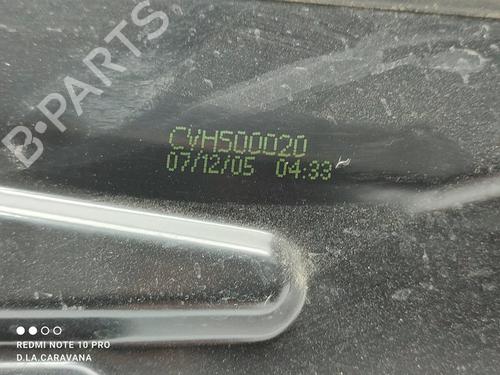 B-PARTS
CVH500020
07/12/05 04:33
REDMI NOTE 10 PRO
D.LA.CARAVANA